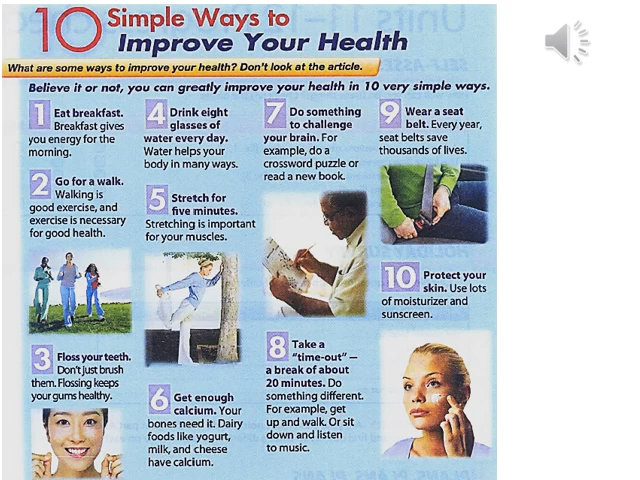 10 Simple Ways to
Improve Your Health
What are some ways to improve your health? Don't look at the article.
Believe it or not, you can greatly improve your health in 10 very simple ways.
1 Eat breakfast.
Breakfast gives
you energy for the
morning.
2 Go for a walk.
Walking is
good exercise, and
exercise is necessary
for good health.
3 Floss your teeth.
Don't just brush
them. Flossing keeps
your gums healthy.
4 Drink eight
glasses of
water every day.
Water helps your
body in many ways.
5 Stretch for
five minutes.
Stretching is important
for your muscles.
6 Get enough
calcium. Your
bones need it. Dairy
foods like yogurt,
milk, and cheese
have calcium.
7 Do something
to challenge
your brain. For
example, do a
crossword puzzle or
read a new book.
8 Take a
"time-out" —
a break of about
20 minutes. Do
something different.
For example, get
up and walk. Or sit
down and listen
to music.
9 Wear a seat
belt. Every year,
seat belts save
thousands of lives.
10 Protect your
skin. Use lots
of moisturizer and
sunscreen.